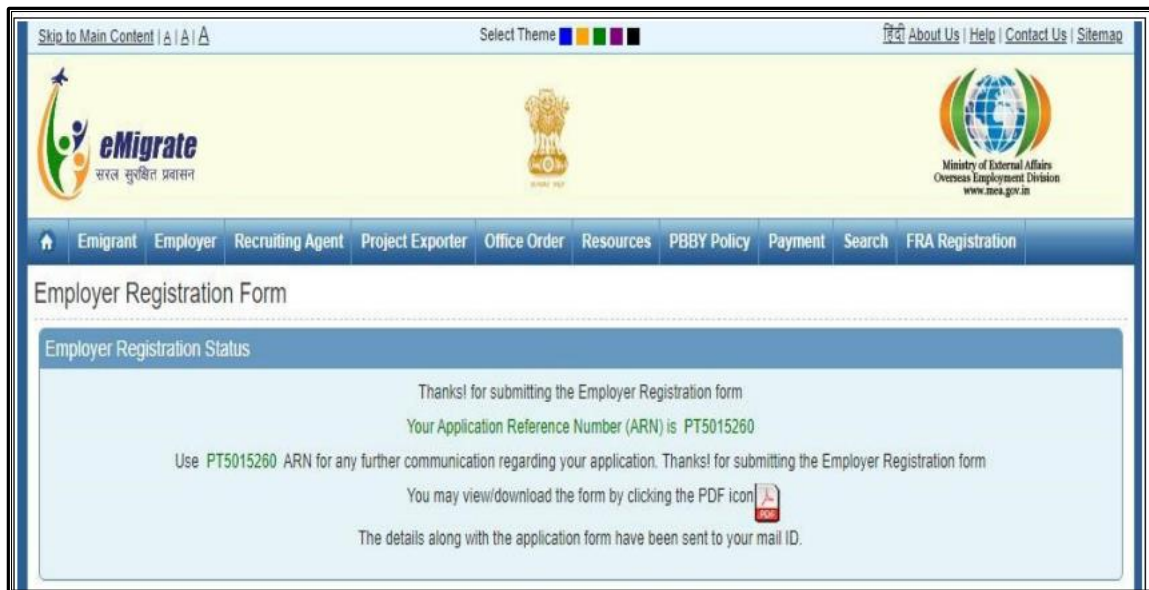 Skip to Main Content | A | A | A Select Theme हिंदी About Us | Help | Contact Us | Sitemap
eMigrate
सरल सुरक्षित प्रवासन
Ministry of External Affairs
Overseas Employment Division
www.mea.gov.in
Emigrant Employer Recruiting Agent Project Exporter Office Order Resources PBBY Policy Payment Search FRA Registration
Employer Registration Form
Employer Registration Status
Thanks! for submitting the Employer Registration form
Your Application Reference Number (ARN) is PT5015260
Use PT5015260 ARN for any further communication regarding your application. Thanks! for submitting the Employer Registration form
You may view/download the form by clicking the PDF icon
PDF
The details along with the application form have been sent to your mail ID.